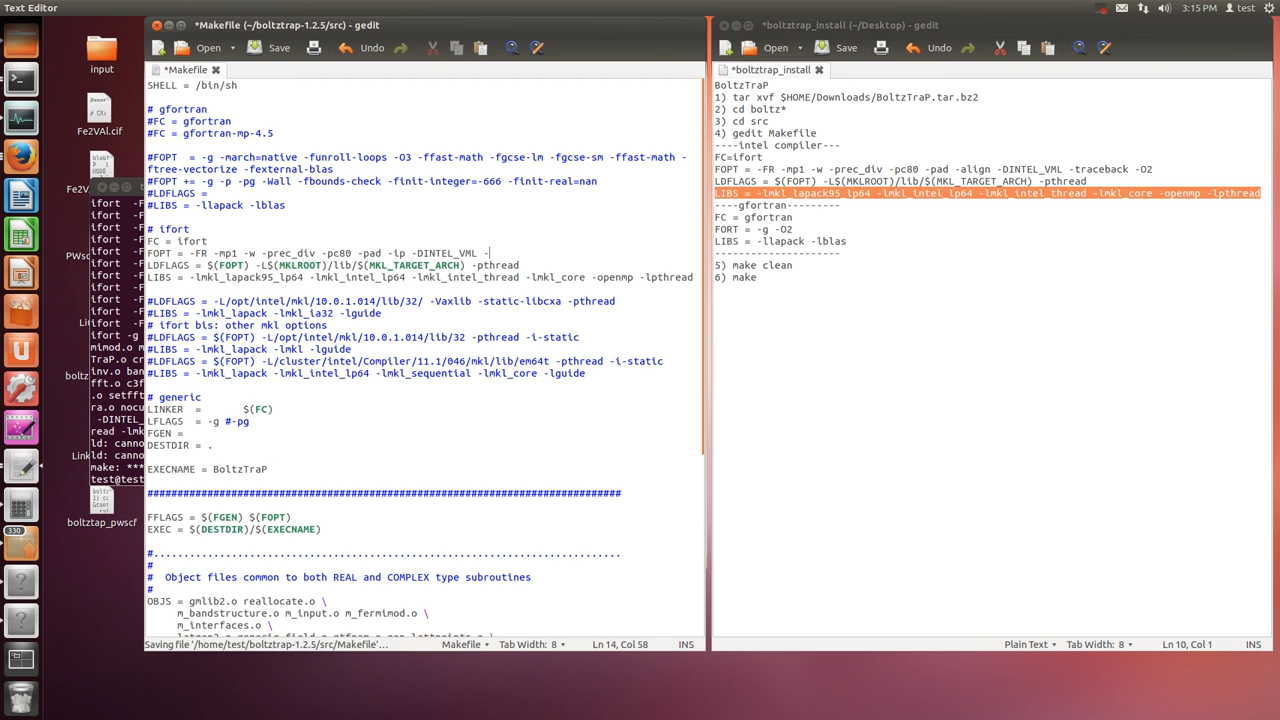 Text Editor
3:15 PM
test
*Makefile (~/boltztrap-1.2.5/src) - gedit
*boltztrap_install (~/Desktop) - gedit
Open
Save
Undo
Open
Save
Undo
*Makefile
*boltztrap_install
input
Fe2VAl.cif
boltztap_pwscf
330
SHELL = /bin/sh
# gfortran
#FC = gfortran
#FC = gfortran-mp-4.5
#FOPT  = -g -march=native -funroll-loops -O3 -ffast-math -fgcse-lm -fgcse-sm -ffast-math -
ftree-vectorize -fexternal-blas
#FOPT += -g -p -pg -Wall -fbounds-check -finit-integer=-666 -finit-real=nan
#LDFLAGS =
#LIBS = -llapack -lblas
# ifort
FC = ifort
FOPT = -FR -mp1 -w -prec_div -pc80 -pad -ip -DINTEL_VML -
LDFLAGS = $(FOPT) -L$(MKLROOT)/lib/$(MKL_TARGET_ARCH) -pthread
LIBS = -lmkl_lapack95_lp64 -lmkl_intel_lp64 -lmkl_intel_thread -lmkl_core -openmp -lpthread
#LDFLAGS = -L/opt/intel/mkl/10.0.1.014/lib/32/ -Vaxlib -static-libcxa -pthread
#LIBS = -lmkl_lapack -lmkl_ia32 -lguide
# ifort bis: other mkl options
#LDFLAGS = $(FOPT) -L/opt/intel/mkl/10.0.1.014/lib/32 -pthread -i-static
#LIBS = -lmkl_lapack -lmkl -lguide
#LDFLAGS = $(FOPT) -L/cluster/intel/Compiler/11.1/046/mkl/lib/em64t -pthread -i-static
#LIBS = -lmkl_lapack -lmkl_intel_lp64 -lmkl_sequential -lmkl_core -lguide
# generic
LINKER  =       $(FC)
LFLAGS  = -g #-pg
FGEN =
DESTDIR = .
EXECNAME = BoltzTraP
###############################################################################
FFLAGS = $(FGEN) $(FOPT)
EXEC = $(DESTDIR)/$(EXECNAME)
#..............................................................................
#
#  Object files common to both REAL and COMPLEX type subroutines
#
OBJS = gmlib2.o reallocate.o \
m_bandstructure.o m_input.o m_fermimod.o \
m_interfaces.o \
Saving file '/home/test/boltztrap-1.2.5/src/Makefile'…
Makefile
Tab Width: 8
Ln 14, Col 58
INS
BoltzTraP
1) tar xvf $HOME/Downloads/BoltzTraP.tar.bz2
2) cd boltz*
3) cd src
4) gedit Makefile
----intel compiler---
FC=ifort
FOPT = -FR -mp1 -w -prec_div -pc80 -pad -align -DINTEL_VML -traceback -O2
LDFLAGS = $(FOPT) -L$(MKLROOT)/lib/$(MKL_TARGET_ARCH) -pthread
LIBS = -lmkl_lapack95_lp64 -lmkl_intel_lp64 -lmkl_intel_thread -lmkl_core -openmp -lpthread
----gfortran---------
FC = gfortran
FORT = -g -O2
LIBS = -llapack -lblas
---------------------
5) make clean
6) make
Plain Text
Tab Width: 8
Ln 10, Col 1
INS